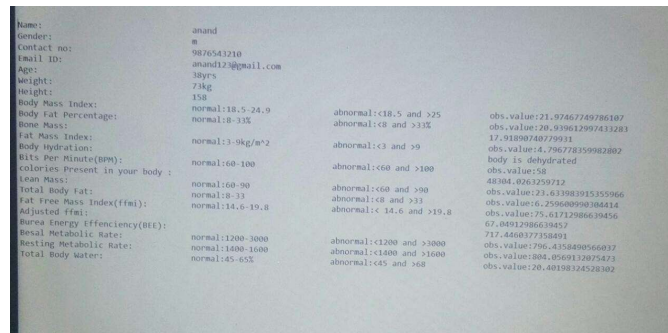 Name: anand
Gender: m
Contact no: 9876543210
Email ID: anand123@gmail.com
Age: 38yrs
Weight: 73kg
Height: 158
Body Mass Index: normal:18.5-24.9 abnormal:<18.5 and >25 obs.value:21.97467749786107
Body Fat Percentage: normal:8-33% abnormal:<8 and >33% obs.value:20.939612997433283
Bone Mass: 17.91890740779931
Fat Mass Index: normal:3-9kg/m^2 abnormal:<3 and >9 obs.value:4.796778359982802
Body Hydration: body is dehydrated
Bits Per Minute(BPM): normal:60-100 abnormal:<60 and >100 obs.value:58
colories Present in your body : 48304.0263259712
Lean Mass: normal:60-90 abnormal:<60 and >90 obs.value:23.633983915355966
Total Body Fat: normal:8-33 abnormal:<8 and >33 obs.value:6.259600990304414
Fat Free Mass Index(ffmi): normal:14.6-19.8 abnormal:< 14.6 and >19.8 obs.value:75.61712986639456
Adjusted ffmi: 67.04912986639457
Burea Energy Effenciency(BEE): 717.4460377358491
Besal Metabolic Rate: normal:1200-3000 abnormal:<1200 and >3000 obs.value:796.4358490566037
Resting Metabolic Rate: normal:1400-1600 abnormal:<1400 and >1600 obs.value:804.0569132075473
Total Body Water: normal:45-65% abnormal:<45 and >68 obs.value:20.40198324528302